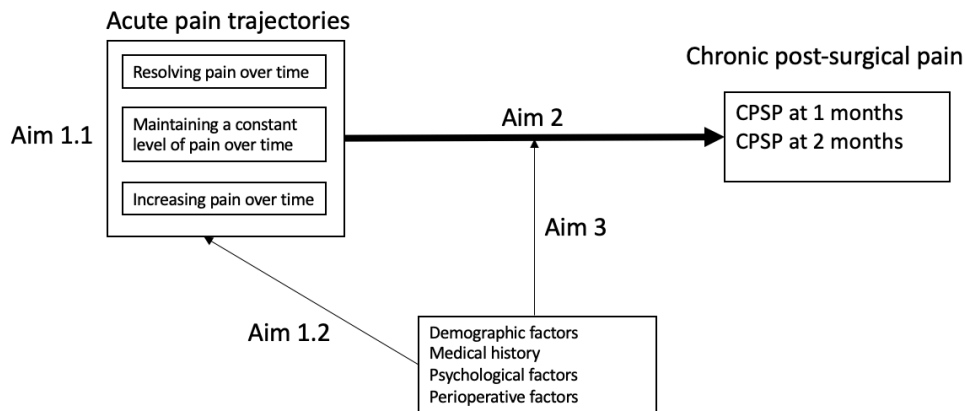 Acute pain trajectories
Resolving pain over time
Maintaining a constant
level of pain over time
Increasing pain over time
Aim 1.1
Aim 2
Chronic post-surgical pain
CPSP at 1 months
CPSP at 2 months
Aim 3
Aim 1.2
Demographic factors
Medical history
Psychological factors
Perioperative factors